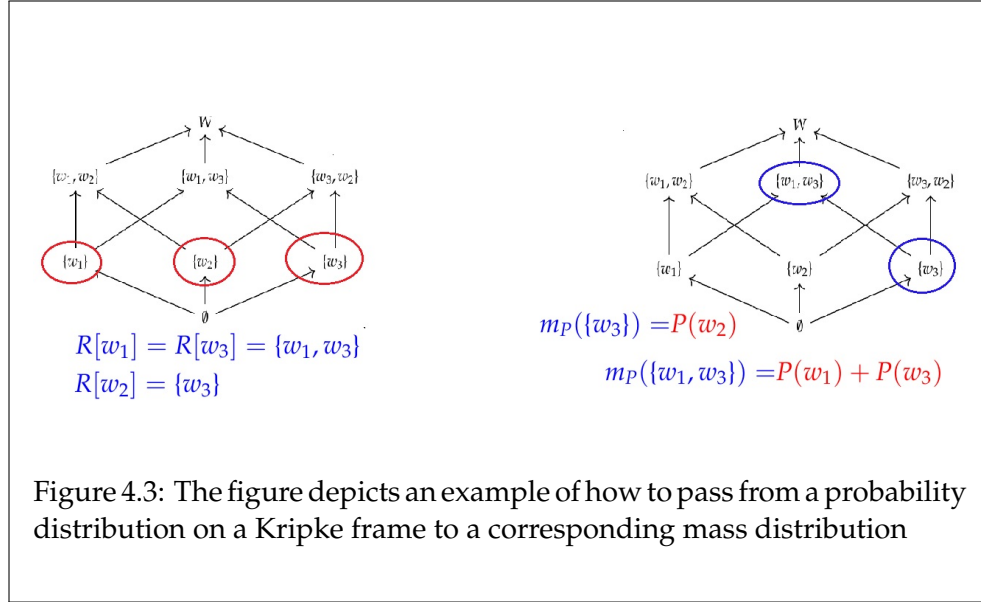 W
{w₁, w₂} {w₁, w₃} {w₃, w₂}
{w₁} {w₂} {w₃}
∅
R[w₁] = R[w₃] = {w₁, w₃}
R[w₂] = {w₃}
W
{w₁, w₂} {w₁, w₃} {w₃, w₂}
{w₁} {w₂} {w₃}
∅
m_P({w₃}) =P(w₂)
m_P({w₁, w₃}) =P(w₁) + P(w₃)
Figure 4.3: The figure depicts an example of how to pass from a probability
distribution on a Kripke frame to a corresponding mass distribution